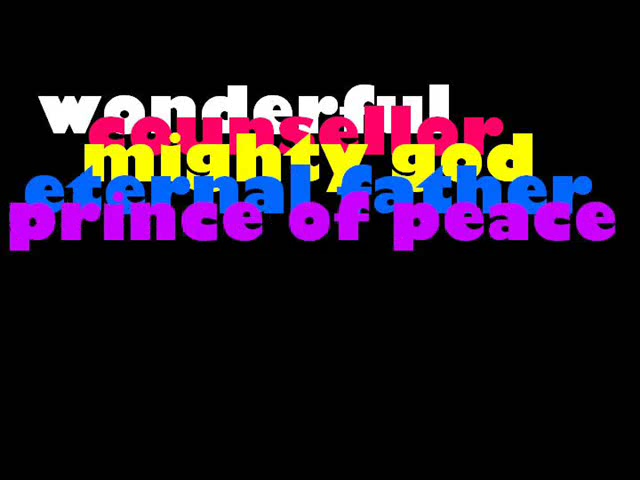 wonderful
counsellor
mighty god
eternal father
prince of peace